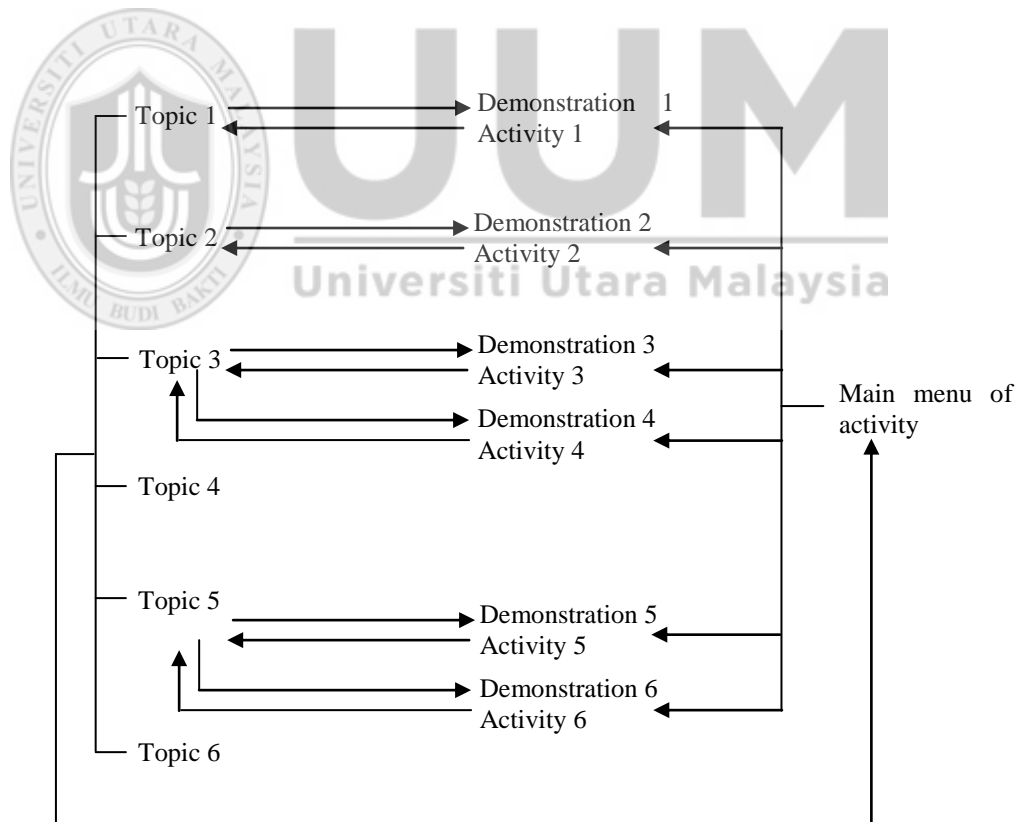 UNIVERSITI UTARA MALAYSIA
ILMU BUDI BAKTI
UUM
Universiti Utara Malaysia
Topic 1
Demonstration 1
Activity 1
Topic 2
Demonstration 2
Activity 2
Topic 3
Demonstration 3
Activity 3
Demonstration 4
Activity 4
Main menu of
activity
Topic 4
Topic 5
Demonstration 5
Activity 5
Demonstration 6
Activity 6
Topic 6